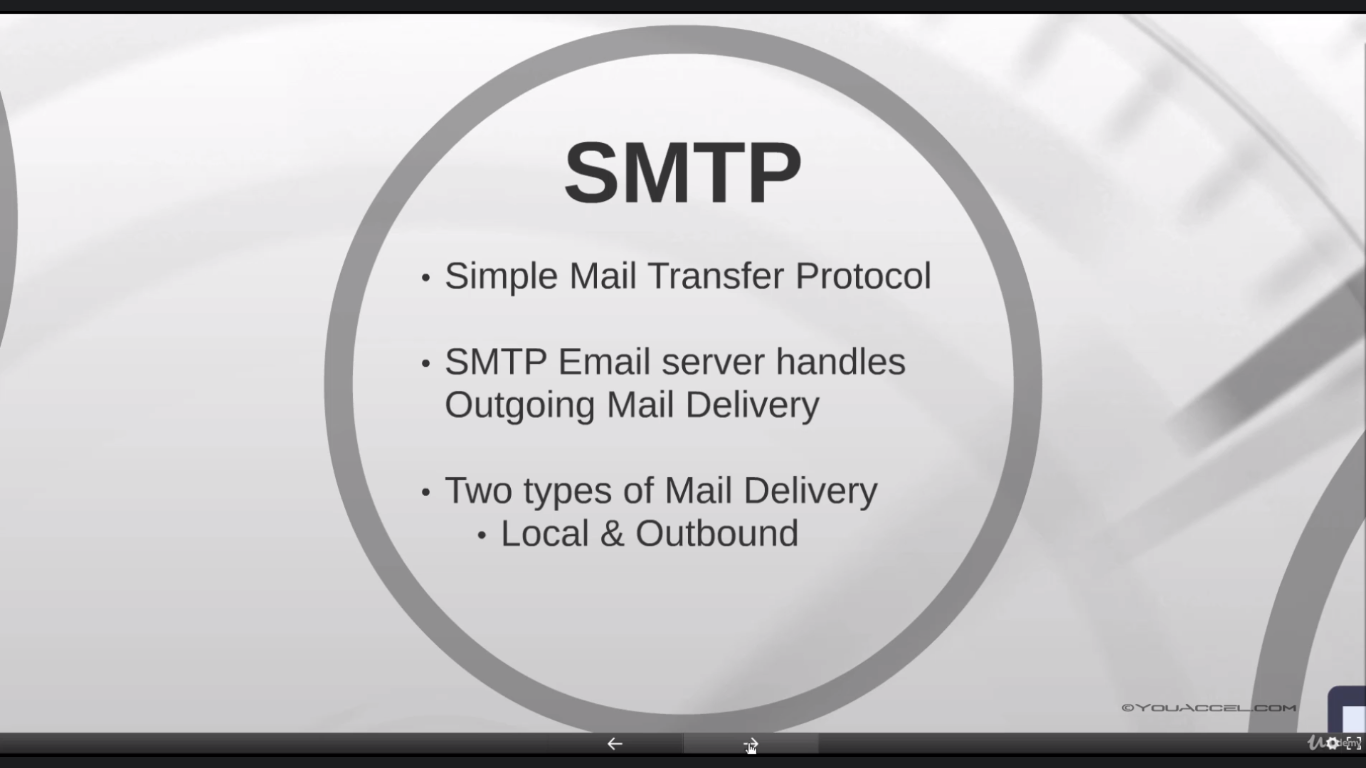 SMTP
• Simple Mail Transfer Protocol
• SMTP Email server handles
Outgoing Mail Delivery
• Two types of Mail Delivery
• Local & Outbound
©YOUACCEL.COM
Udemy